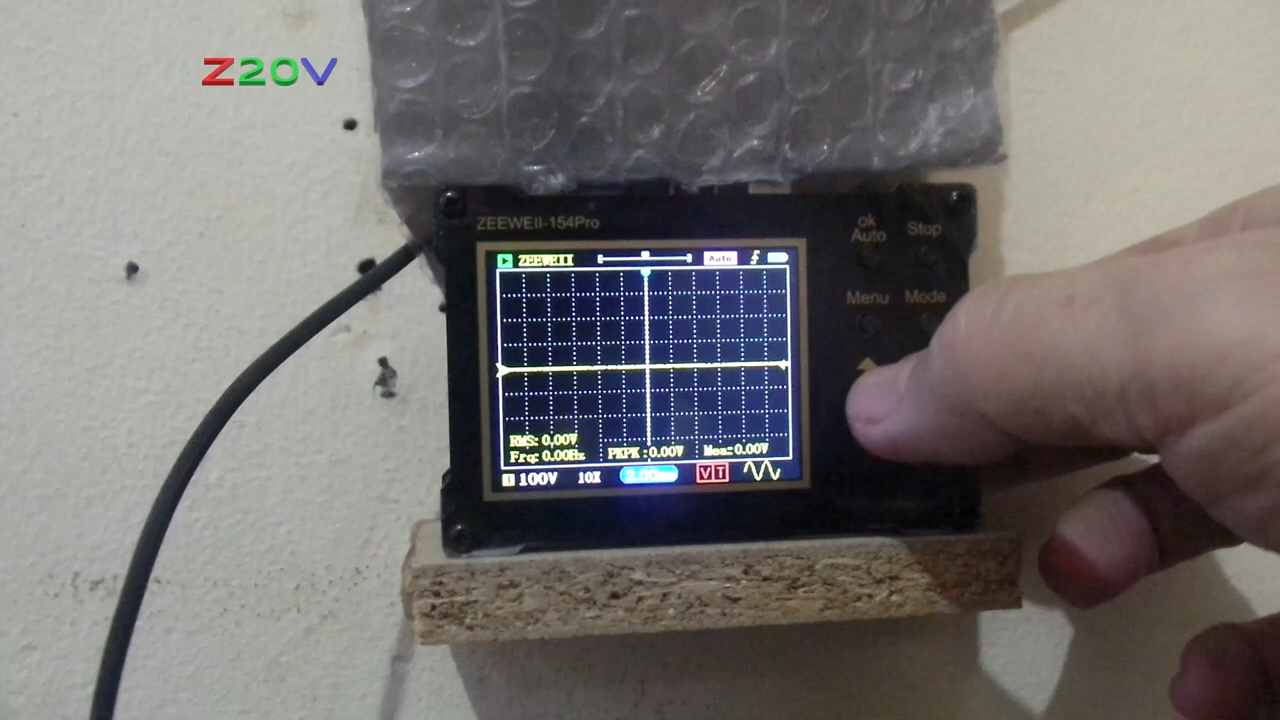 Z20V
ZEEWEII-154Pro
ok
Auto
Stop
Menu
Mode
ZEEWEII
Auto
RMS: 0.00V
Frq: 0.00Hz
PKPK: 0.00V
Mea: 0.00V
1
100V
10X
VT